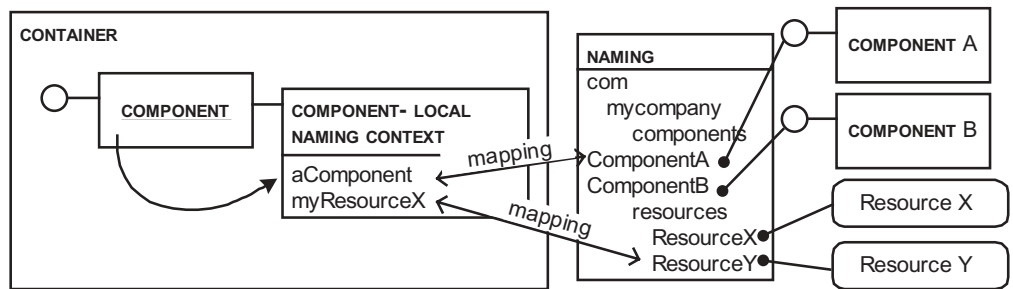 CONTAINER
COMPONENT
COMPONENT- LOCAL
NAMING CONTEXT
aComponent
myResourceX
mapping
mapping
NAMING
com
mycompany
components
ComponentA
ComponentB
resources
ResourceX
ResourceY
COMPONENT A
COMPONENT B
Resource X
Resource Y